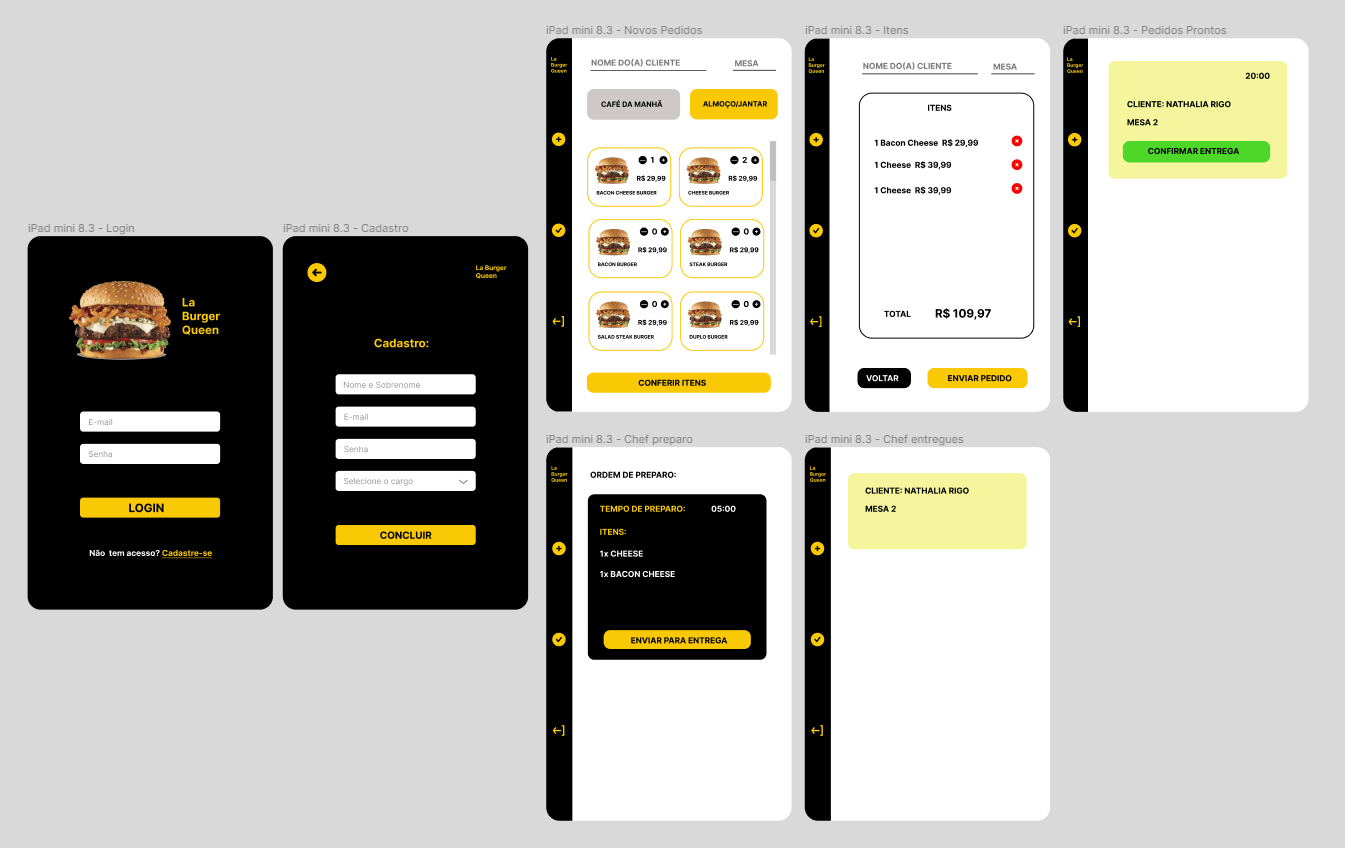 iPad mini 8.3 - Login
La
Burger
Queen
E-mail
Senha
LOGIN
Não tem acesso? Cadastre-se
iPad mini 8.3 - Cadastro
La Burger
Queen
Cadastro:
Nome e Sobrenome
E-mail
Senha
Selecione o cargo
CONCLUIR
iPad mini 8.3 - Novos Pedidos
La
Burger
Queen
NOME DO(A) CLIENTE
MESA
CAFÉ DA MANHÃ
ALMOÇO/JANTAR
1
R$ 29,99
BACON CHEESE BURGER
2
R$ 29,99
CHEESE BURGER
0
R$ 29,99
BACON BURGER
0
R$ 29,99
STEAK BURGER
0
R$ 29,99
SALAD STEAK BURGER
0
R$ 29,99
DUPLO BURGER
CONFERIR ITENS
iPad mini 8.3 - Itens
La
Burger
Queen
NOME DO(A) CLIENTE
MESA
ITENS
1 Bacon Cheese R$ 29,99
1 Cheese R$ 39,99
1 Cheese R$ 39,99
TOTAL R$ 109,97
VOLTAR
ENVIAR PEDIDO
iPad mini 8.3 - Pedidos Prontos
La
Burger
Queen
20:00
CLIENTE: NATHALIA RIGO
MESA 2
CONFIRMAR ENTREGA
iPad mini 8.3 - Chef preparo
La
Burger
Queen
ORDEM DE PREPARO:
TEMPO DE PREPARO: 05:00
ITENS:
1x CHEESE
1x BACON CHEESE
ENVIAR PARA ENTREGA
iPad mini 8.3 - Chef entregues
La
Burger
Queen
CLIENTE: NATHALIA RIGO
MESA 2